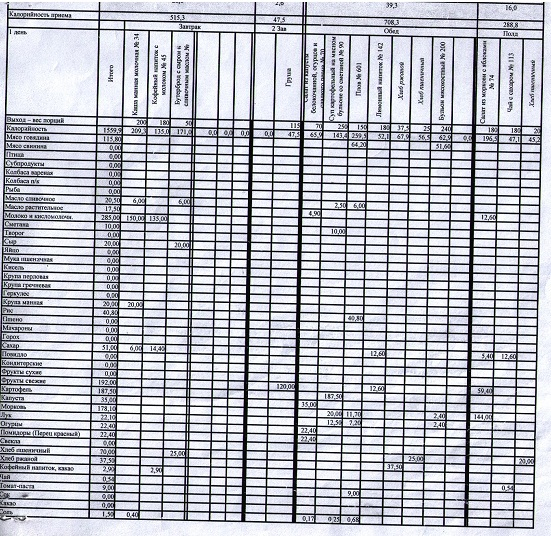 39,3 16,0
Калорийность приема 515,3 47,5 708,3 288,8
Завтрак 2 Зав Обед Полд
1 день
Итого
Каша манная молочная № 34
Кофейный напиток с молоком № 45
Бутерброд с сыром и сливочным маслом №
Груша
Салат из капусты белокочанной, огурцов и № 20
Суп картофельный на мясном бульоне со сметаной № 90
Плов № 601
Лимонный напиток № 142
Хлеб ржаной
Хлеб пшеничный
Бульон мясокостный № 200
Салат из моркови с яблоками № 74
Чай с сахаром № 113
Хлеб пшеничный
Выход – вес порций 200 180 50 115 70 250 150 180 37,5 25 240 180 180 20
Калорийность 1559,9 209,3 135,0 171,0 0,0 0,0 0,0 47,5 65,9 143,4 259,5 52,1 67,9 56,5 62,9 0,0 196,5 47,1 45,2
Мясо говядина 115,80 64,20 51,60
Мясо свинина 0,00
Птица 0,00
Субпродукты 0,00
Колбаса вареная 0,00
Колбаса п/к 0,00
Рыба 0,00
Масло сливочное 20,50 6,00 6,00 2,50 6,00
Масло растительное 17,50 4,90 12,60
Молоко и кисломолочн. 285,00 150,00 135,00
Сметана 10,00 10,00
Творог 0,00
Сыр 20,00 20,00
Яйцо 0,00
Мука пшеничная 0,00
Кисель 0,00
Крупа перловая 0,00
Крупа гречневая 0,00
Геркулес 0,00
Крупа манная 20,00 20,00
Рис 40,80 40,80
Пшено 0,00
Макароны 0,00
Горох 0,00
Сахар 51,00 6,00 14,40 12,60 5,40 12,60
Повидло 0,00
Кондитерские 0,00
Фрукты сухие 0,00
Фрукты свежие 192,00 120,00 12,60 59,40
Картофель 187,50 187,50
Капуста 35,00 35,00
Морковь 178,10 20,00 11,70 2,40 144,00
Лук 22,10 12,50 7,20 2,40
Огурцы 22,40 22,40
Помидоры (Перец красный) 22,40 22,40
Свекла 0,00
Хлеб пшеничный 70,00 25,00 25,00 20,00
Хлеб ржаной 37,50 37,50
Кофейный напиток, какао 2,90 2,90
Чай 0,54 0,54
Томат-паста 9,00 9,00
Сок 0,00
Какао 0,00
Соль 1,50 0,40 0,17 0,25 0,68